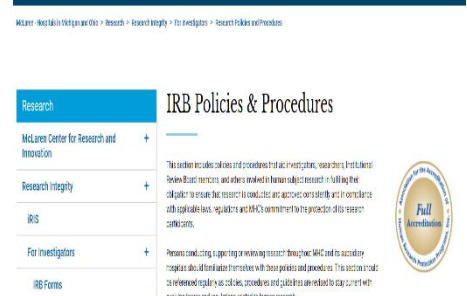 McLaren - Hospitals in Michigan and Ohio > Research > Research Integrity > For Investigators > Research Policies and Procedures
Research
IRB Policies & Procedures
McLaren Center for Research and +
Innovation
Research Integrity +
iRIS
For Investigators +
IRB Forms
This section includes policies and procedures that aid investigators, researchers, Institutional
Review Board members, and others involved in human subject research in fulfilling their
obligation to ensure that research is conducted and approved consistently and in compliance
with applicable laws, regulations and MHC's commitment to the protection of its research
participants.
Persons conducting, supporting or reviewing research throughout MHC and its subsidiary
hospitals should familiarize themselves with these policies and procedures. This section should
be referenced regularly as policies, procedures and guidelines are revised to stay current with
Full
Accreditation